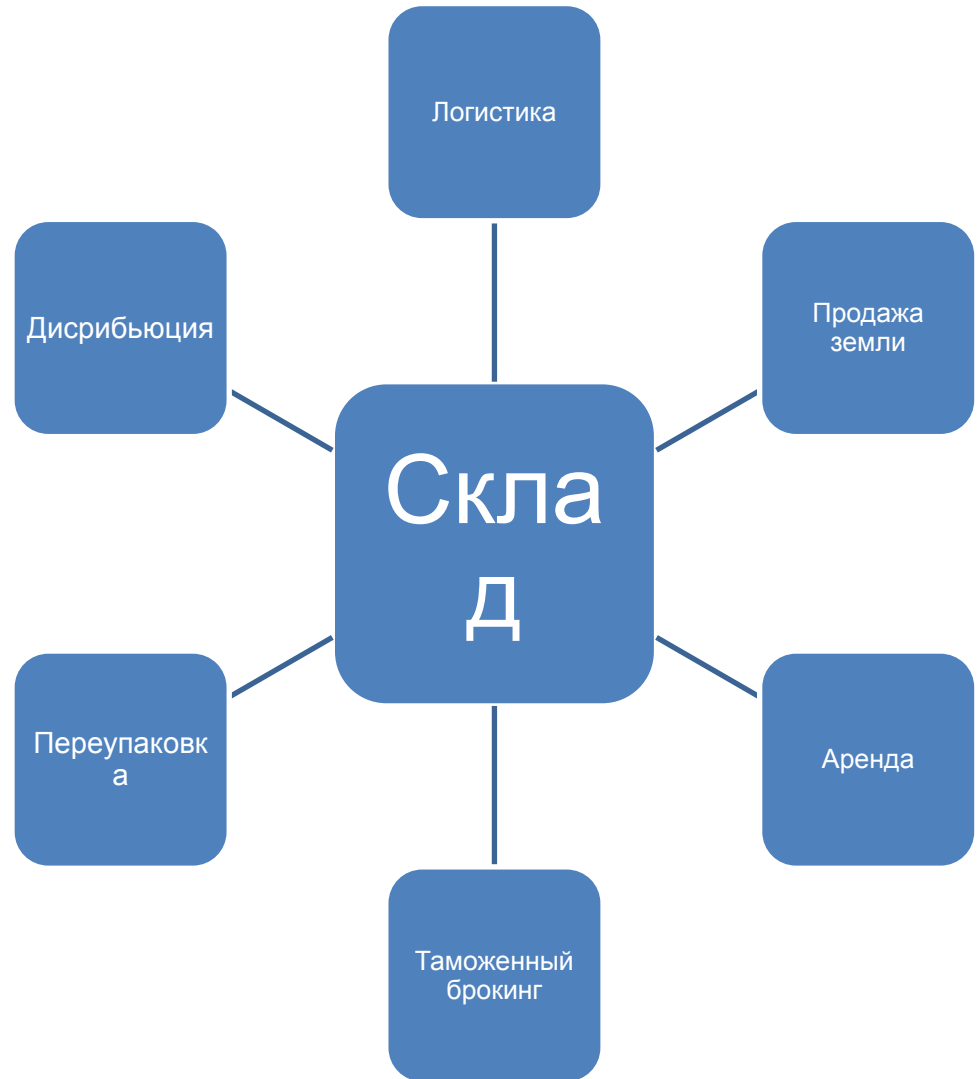 Логистика
Дисрибьюция
Продажа
земли
Скла
д
Переупаковк
а
Аренда
Таможенный
брокинг